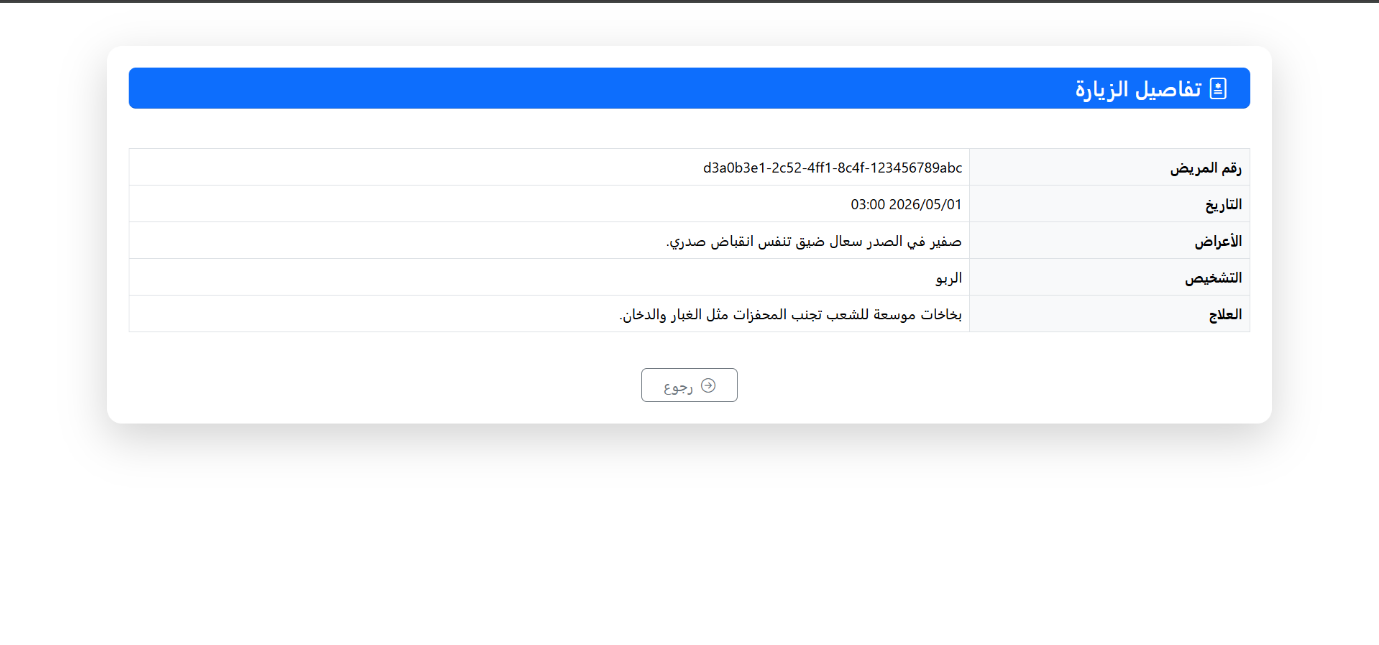 تفاصيل الزيارة
رقم المريض d3a0b3e1-2c52-4ff1-8c4f-123456789abc
التاريخ 2026/05/01 03:00
الأعراض صفير في الصدر سعال ضيق تنفس انقباض صدري.
التشخيص الربو
العلاج بخاخات موسعة للشعب تجنب المحفزات مثل الغبار والدخان.
رجوع